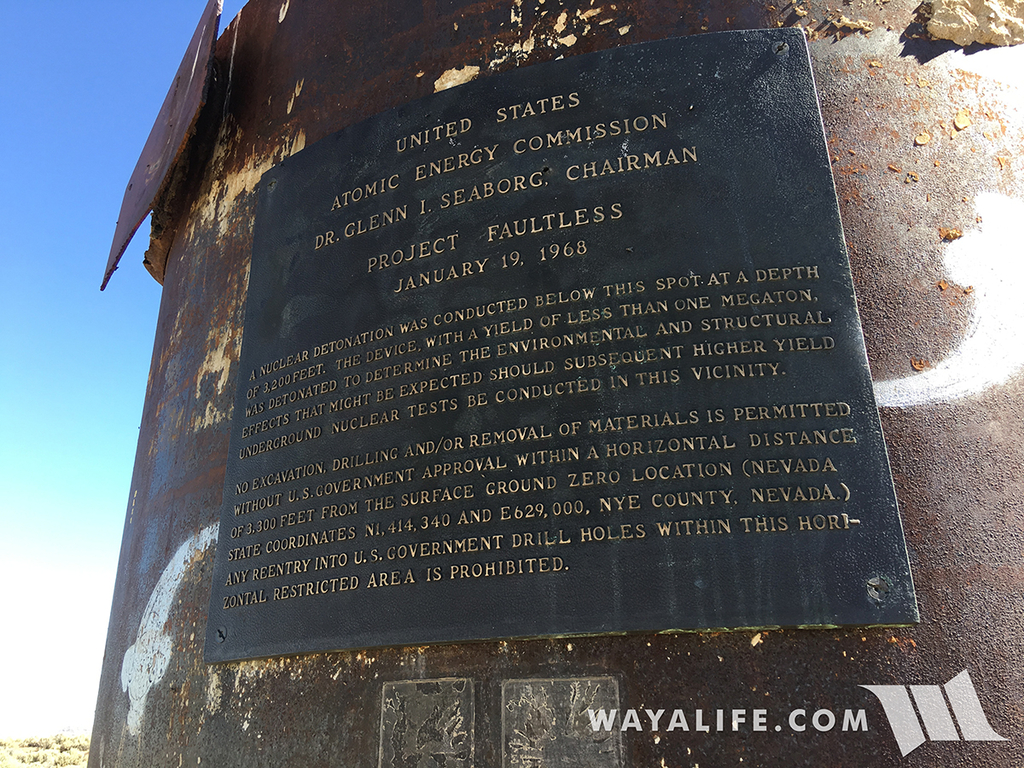 UNITED STATES
ATOMIC ENERGY COMMISSION
DR. GLENN I. SEABORG, CHAIRMAN
PROJECT FAULTLESS
JANUARY 19, 1968
A NUCLEAR DETONATION WAS CONDUCTED BELOW THIS SPOT AT A DEPTH
OF 3,200 FEET. THE DEVICE, WITH A YIELD OF LESS THAN ONE MEGATON,
WAS DETONATED TO DETERMINE THE ENVIRONMENTAL AND STRUCTURAL
EFFECTS THAT MIGHT BE EXPECTED SHOULD SUBSEQUENT HIGHER YIELD
UNDERGROUND NUCLEAR TESTS BE CONDUCTED IN THIS VICINITY.
NO EXCAVATION, DRILLING AND/OR REMOVAL OF MATERIALS IS PERMITTED
WITHOUT U.S. GOVERNMENT APPROVAL WITHIN A HORIZONTAL DISTANCE
OF 3,300 FEET FROM THE SURFACE GROUND ZERO LOCATION (NEVADA
STATE COORDINATES N1,414,340 AND E629,000, NYE COUNTY, NEVADA.)
ANY REENTRY INTO U.S. GOVERNMENT DRILL HOLES WITHIN THIS HORI-
ZONTAL RESTRICTED AREA IS PROHIBITED.
WAYALIFE.COM